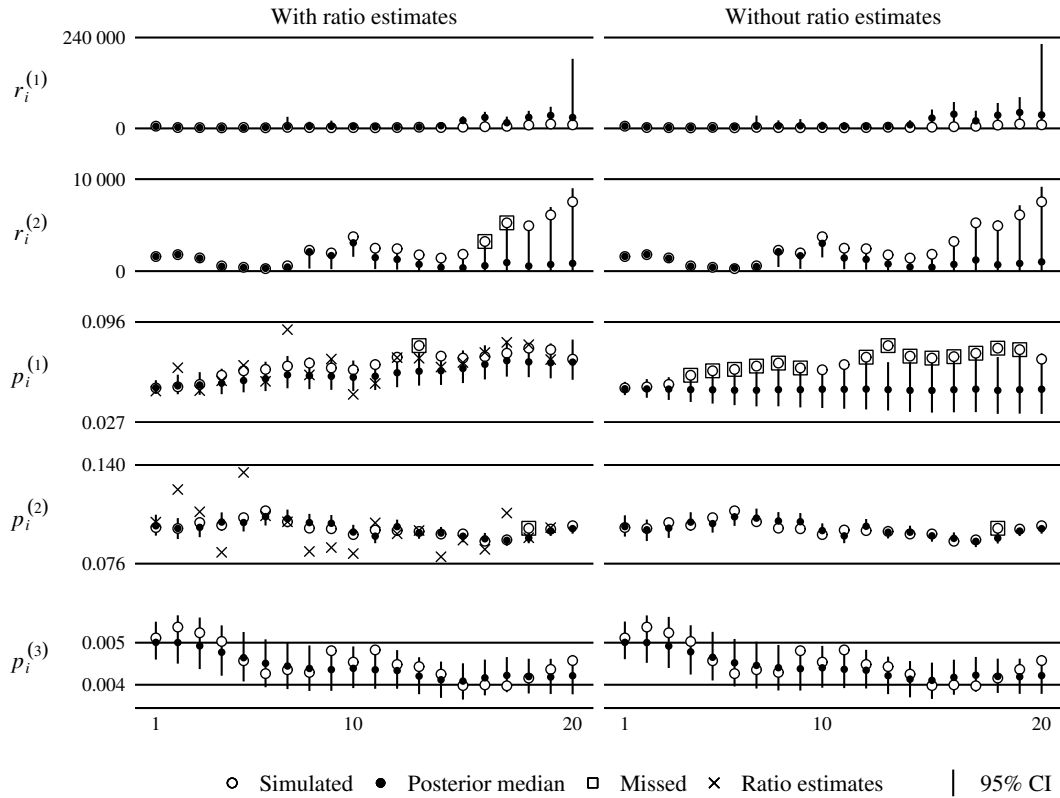 With ratio estimates Without ratio estimates
240 000
r_i^(1)
0
10 000
r_i^(2)
0
0.096
p_i^(1)
0.027
0.140
p_i^(2)
0.076
0.005
p_i^(3)
0.004
1 10 20 1 10 20
Simulated Posterior median Missed Ratio estimates 95% CI